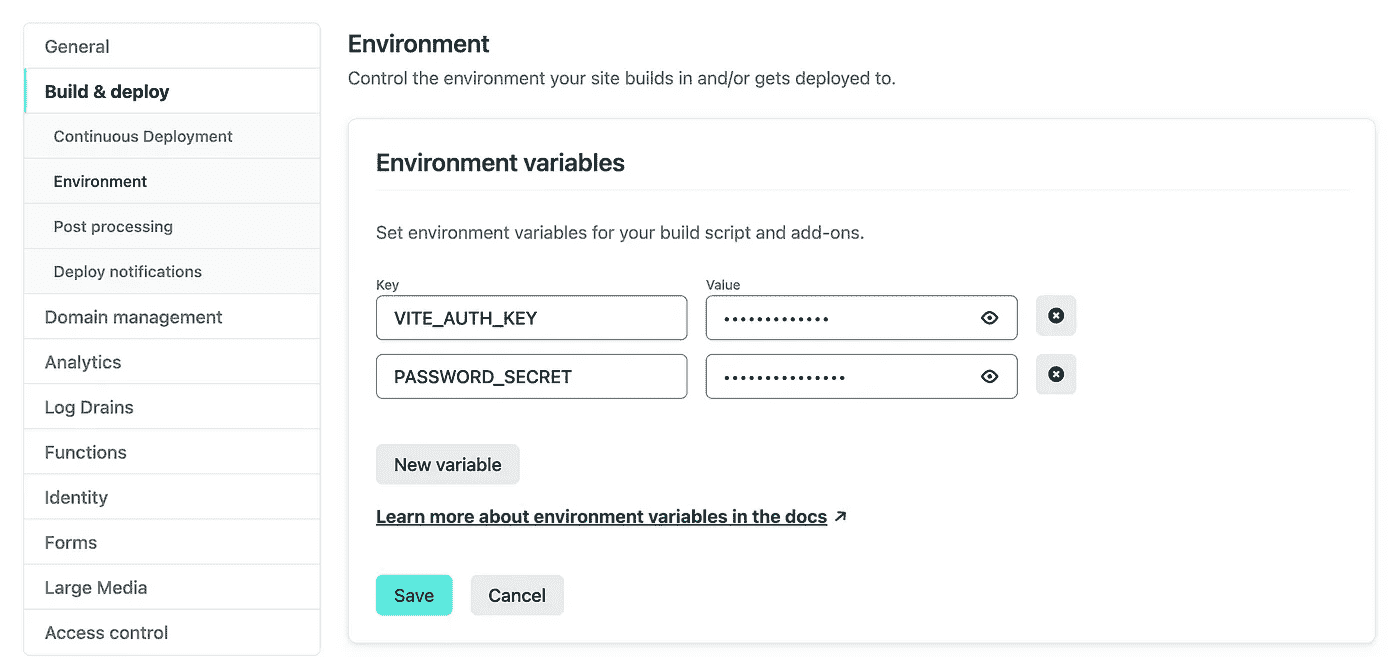 General
Build & deploy
Continuous Deployment
Environment
Post processing
Deploy notifications
Domain management
Analytics
Log Drains
Functions
Identity
Forms
Large Media
Access control
Environment
Control the environment your site builds in and/or gets deployed to.
Environment variables
Set environment variables for your build script and add-ons.
Key Value
VITE_AUTH_KEY •••••••••••••
PASSWORD_SECRET •••••••••••••••
New variable
Learn more about environment variables in the docs ↗
Save Cancel